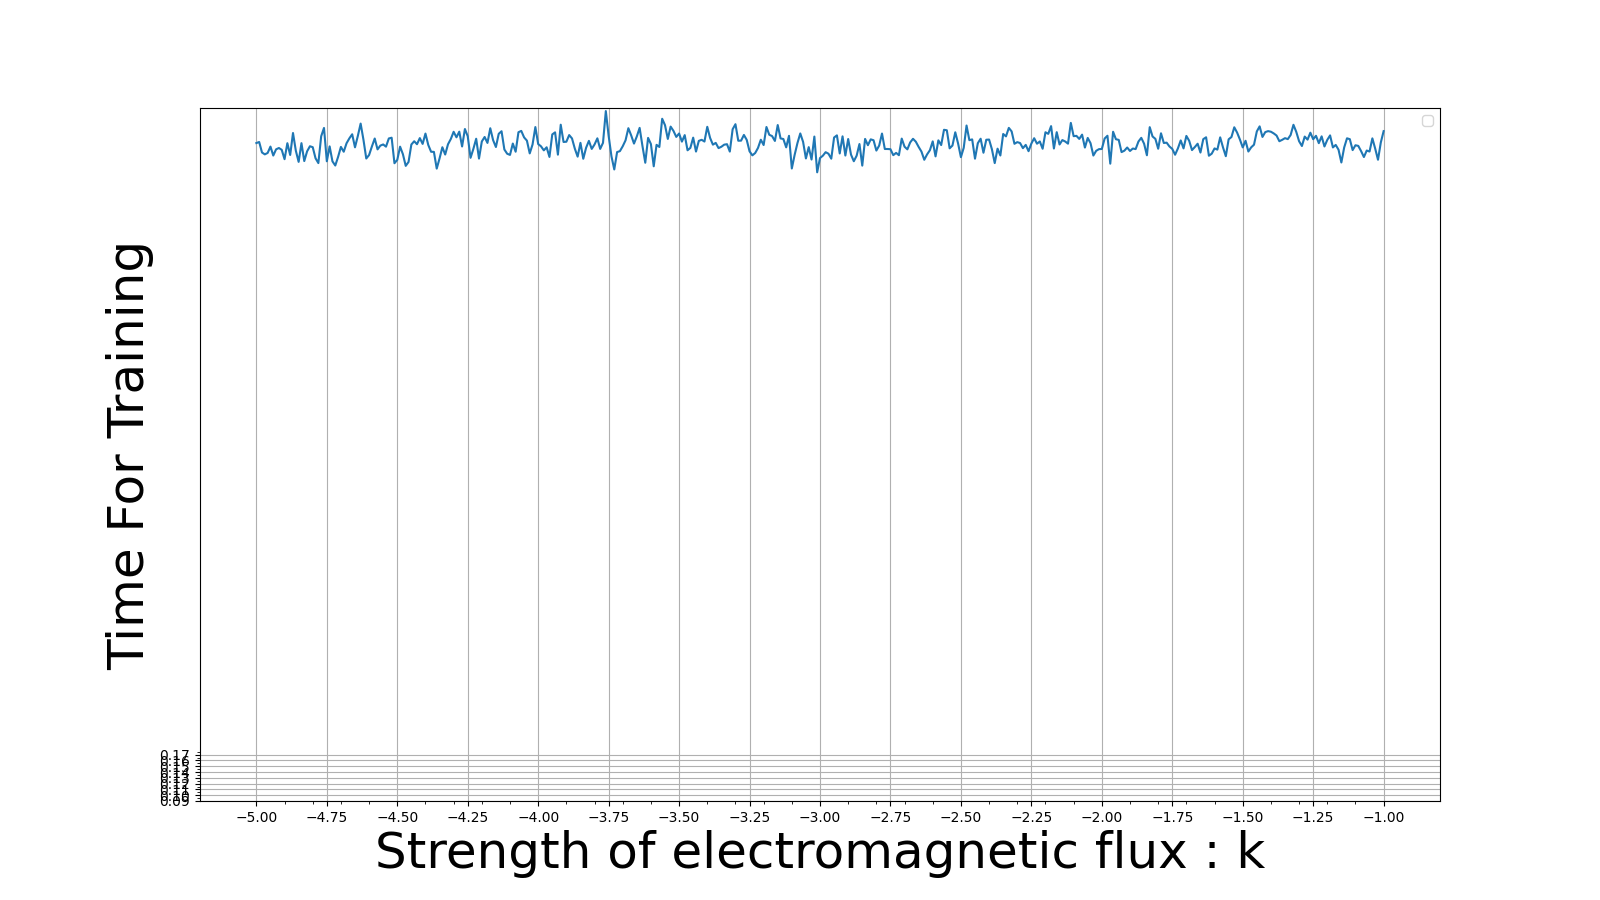 Time For Training
0.17
0.09
−5.00 −4.75 −4.50 −4.25 −4.00 −3.75 −3.50 −3.25 −3.00 −2.75 −2.50 −2.25 −2.00 −1.75 −1.50 −1.25 −1.00
Strength of electromagnetic flux : k